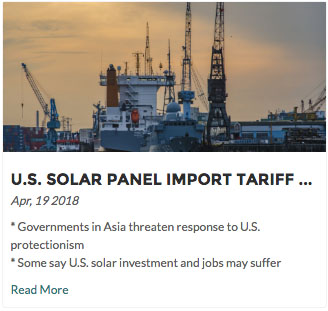 U.S. SOLAR PANEL IMPORT TARIFF ...
Apr, 19 2018
* Governments in Asia threaten response to U.S.
protectionism
* Some say U.S. solar investment and jobs may suffer
Read More